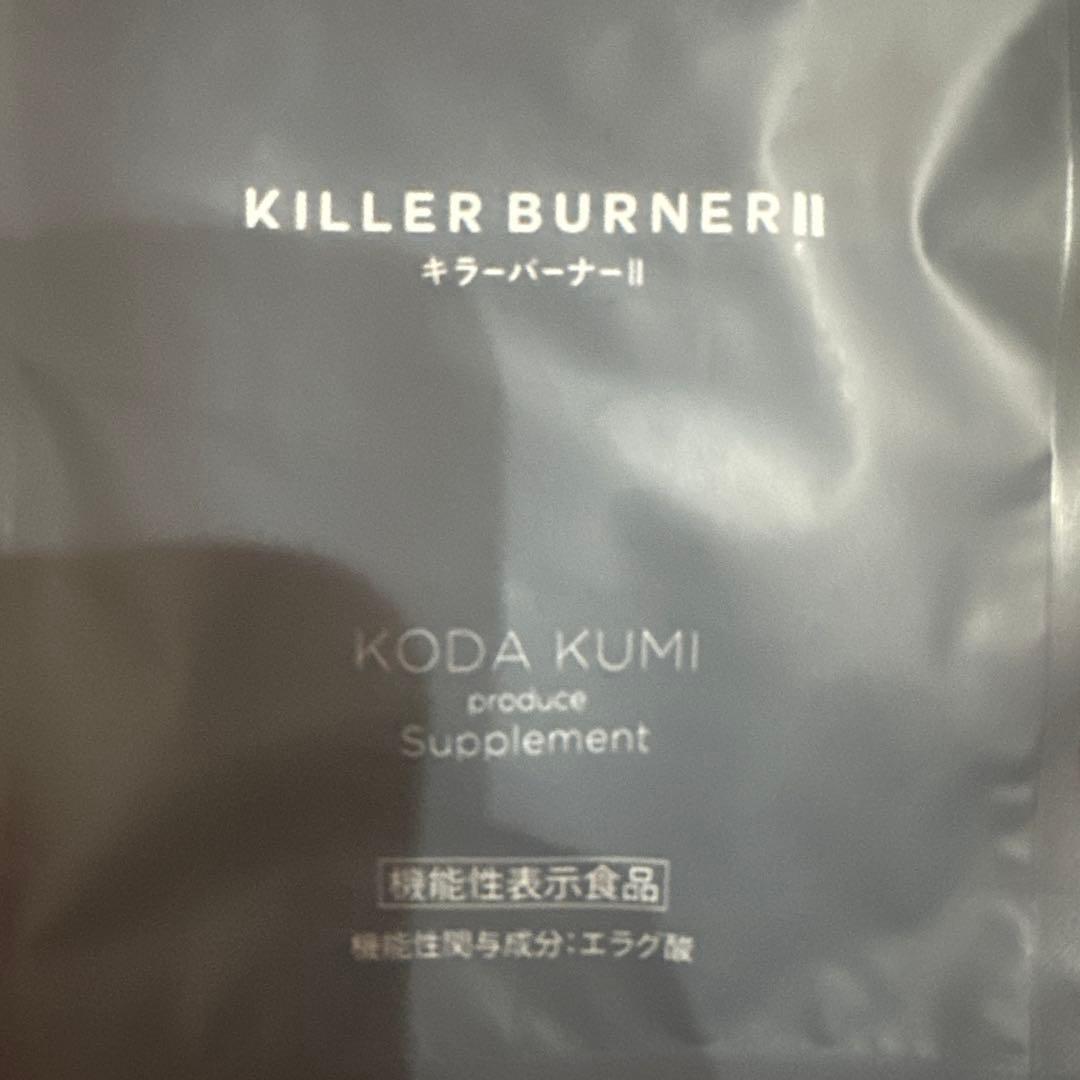 KILLER BURNERⅡ
キラーバーナーⅡ
KODA KUMI
produce
Supplement
機能性表示食品
機能性関与成分：エラグ酸